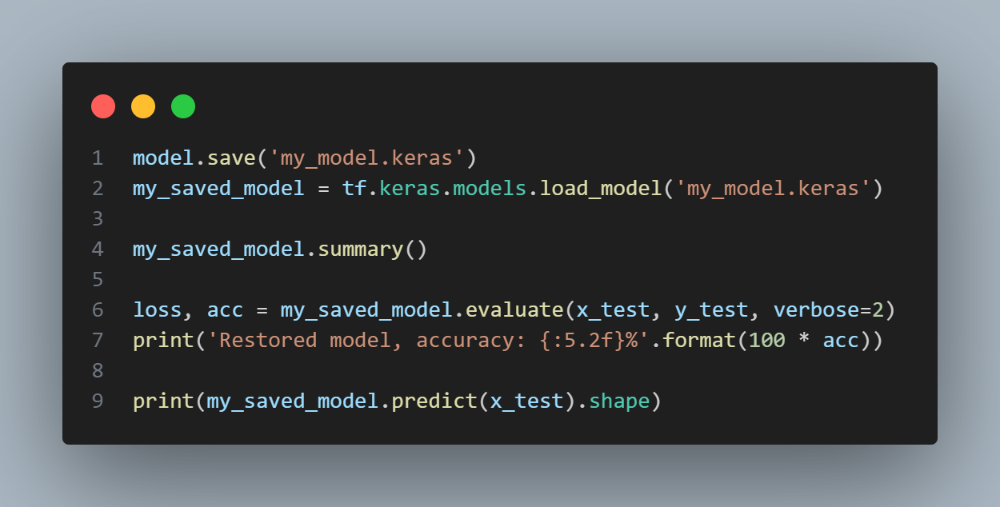 1 model.save('my_model.keras')
2 my_saved_model = tf.keras.models.load_model('my_model.keras')
3
4 my_saved_model.summary()
5
6 loss, acc = my_saved_model.evaluate(x_test, y_test, verbose=2)
7 print('Restored model, accuracy: {:5.2f}%'.format(100 * acc))
8
9 print(my_saved_model.predict(x_test).shape)